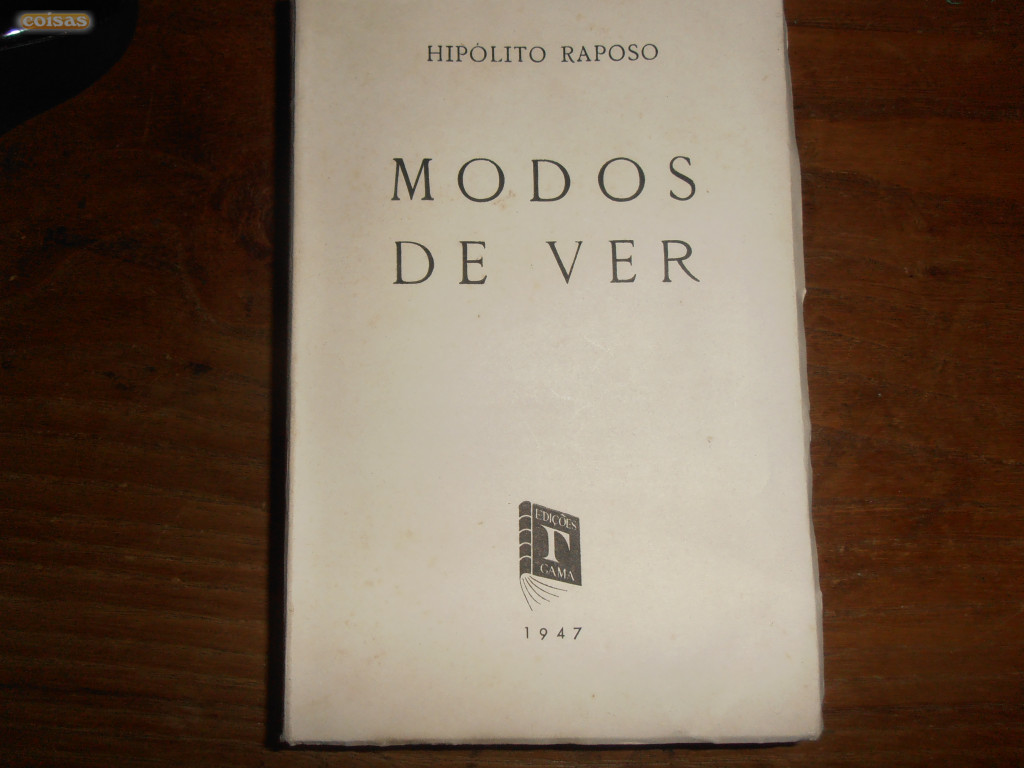 coisas
HIPÓLITO RAPOSO
MODOS
DE VER
EDIÇÕES
Γ
GAMA
1947